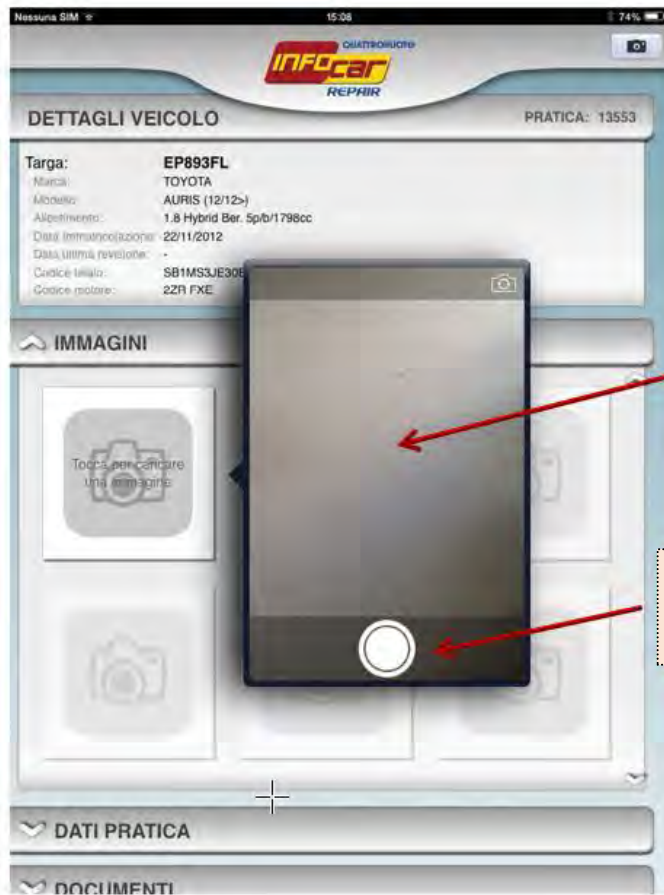 Nessuna SIM
15:08
74%
QUATTRORUOTE
INFOcar
REPAIR
DETTAGLI VEICOLO
PRATICA: 13553
Targa: EP893FL
Marca: TOYOTA
Modello: AURIS (12/12>)
Allestimento: 1.8 Hybrid Ber. 5p/b/1798cc
Data Immatricolazione: 22/11/2012
Data ultima revisione: -
Codice telaio: SB1MS3JE30E
Codice motore: 2ZR FXE
IMMAGINI
Tocca per caricare
una immagine
DATI PRATICA
DOCUMENTI